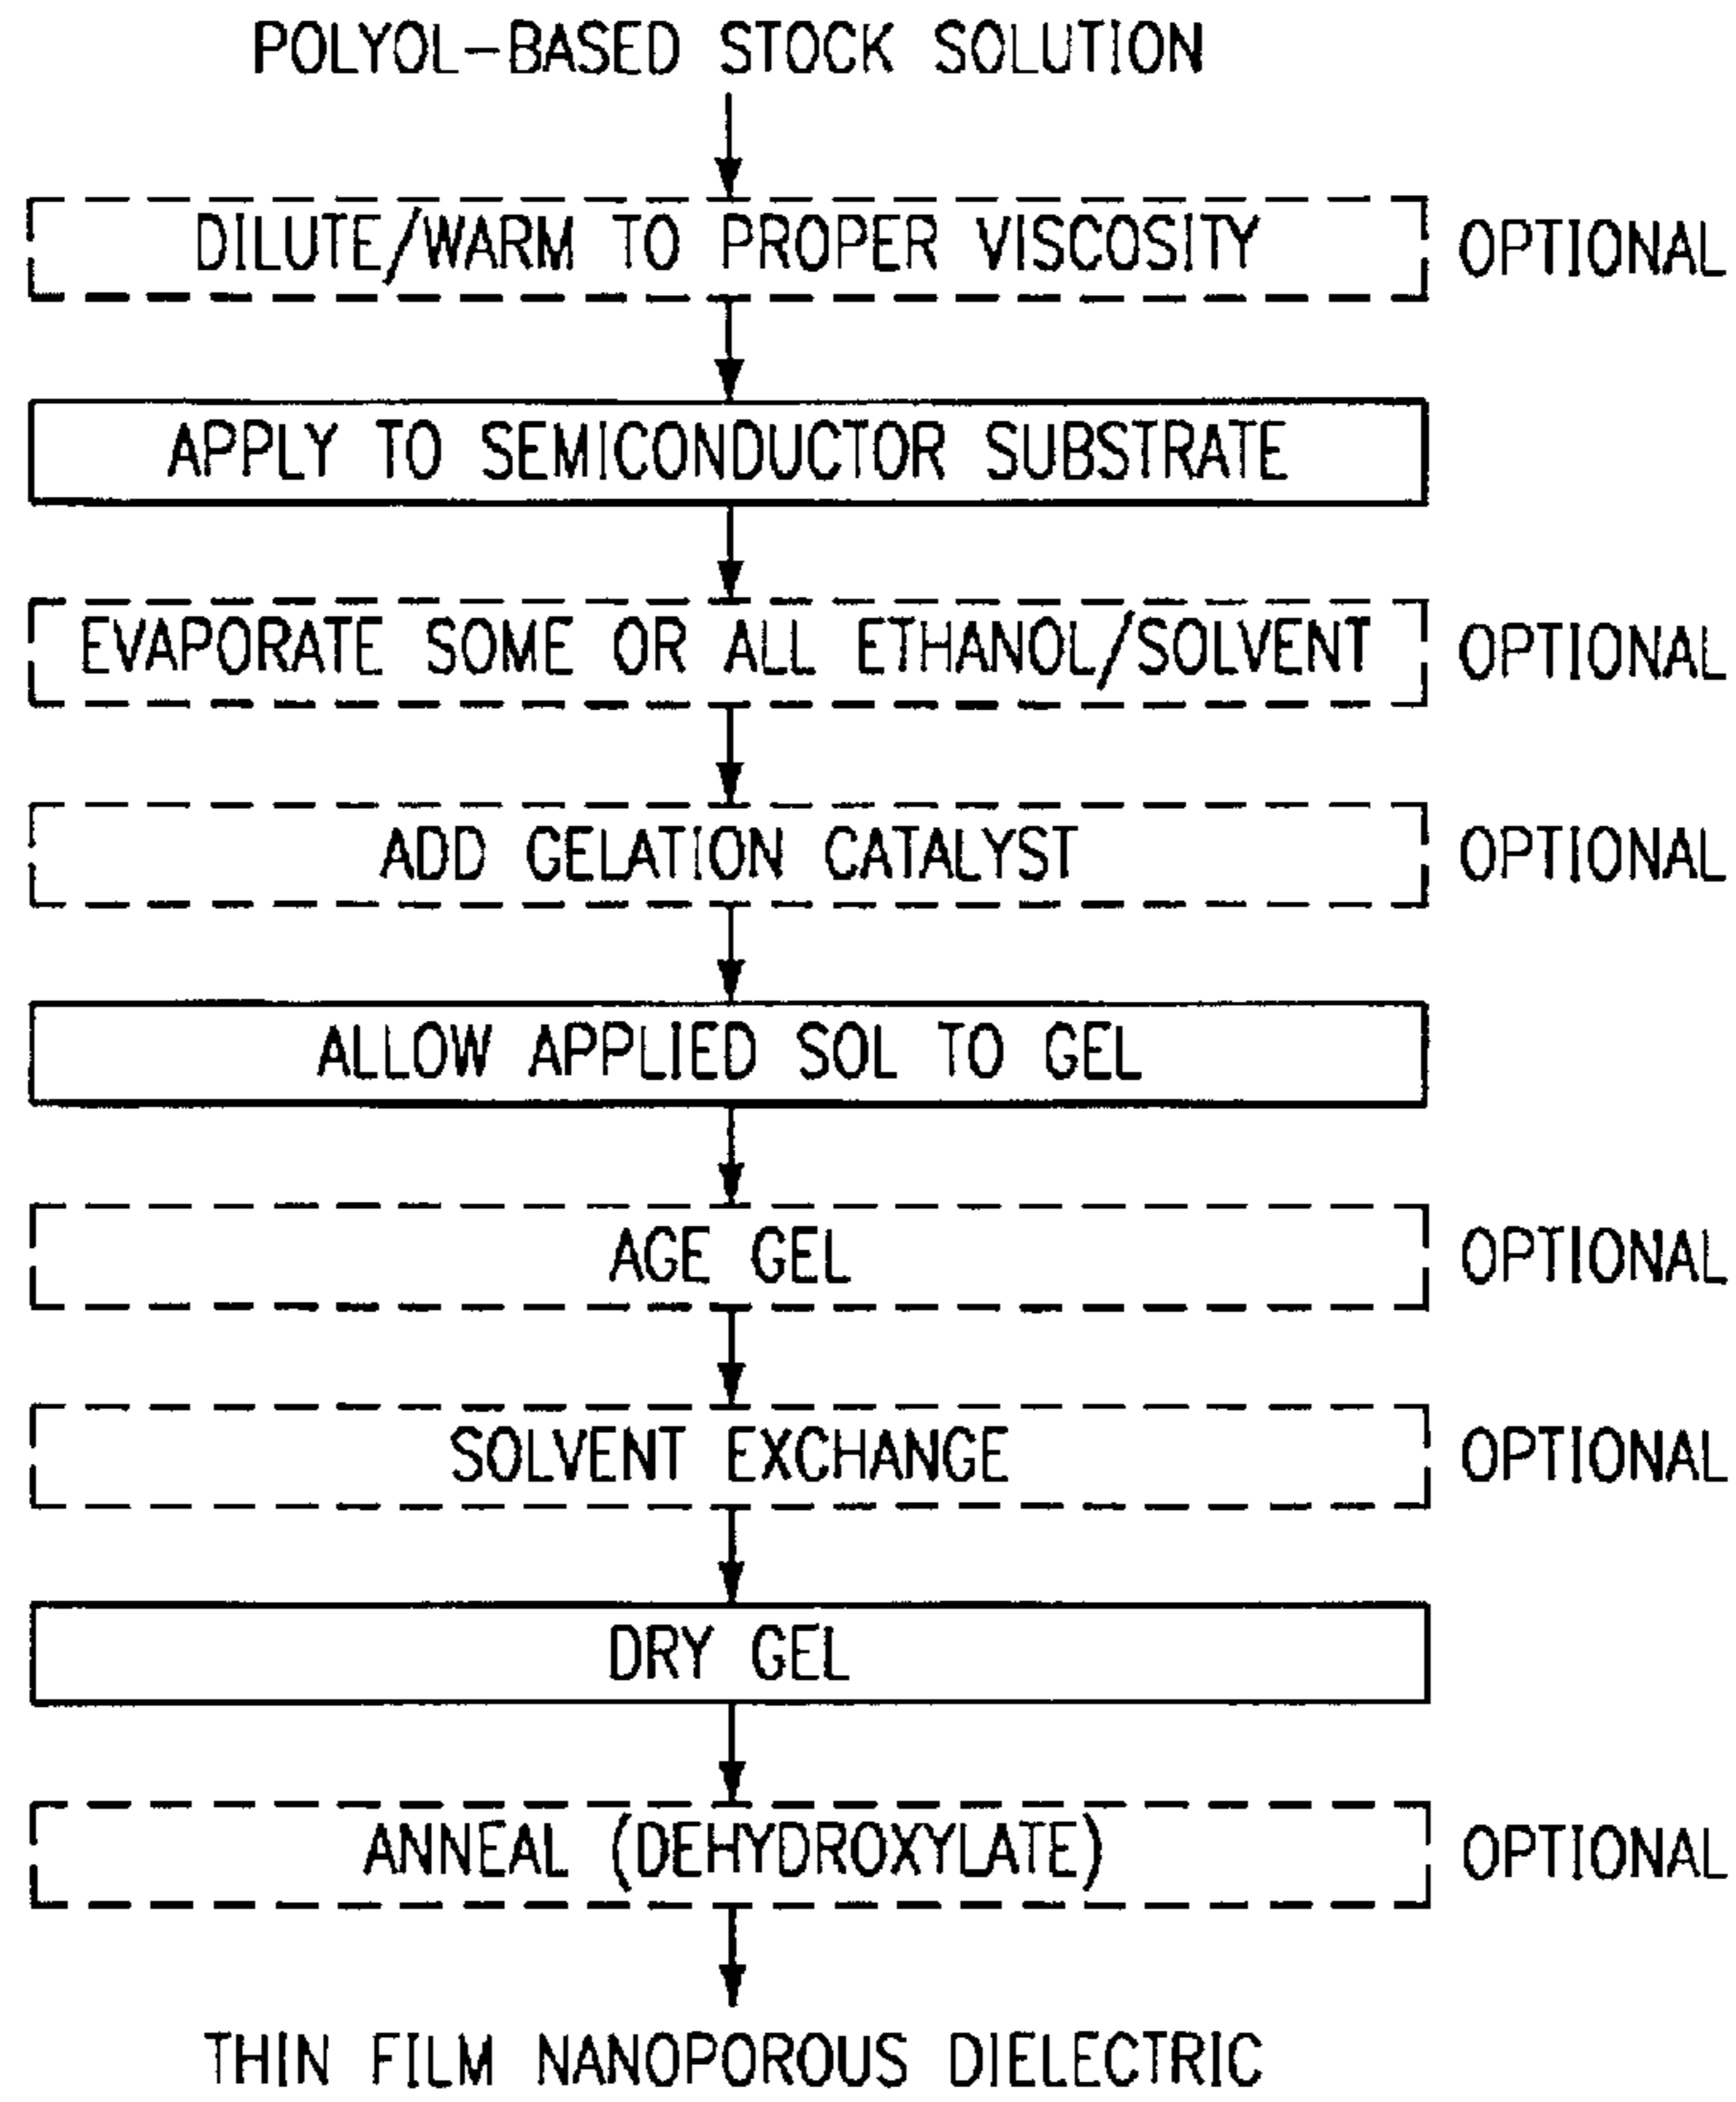 POLYOL-BASED STOCK SOLUTION
DILUTE/WARM TO PROPER VISCOSITY OPTIONAL
APPLY TO SEMICONDUCTOR SUBSTRATE
EVAPORATE SOME OR ALL ETHANOL/SOLVENT OPTIONAL
ADD GELATION CATALYST OPTIONAL
ALLOW APPLIED SOL TO GEL
AGE GEL OPTIONAL
SOLVENT EXCHANGE OPTIONAL
DRY GEL
ANNEAL (DEHYDROXYLATE) OPTIONAL
THIN FILM NANOPOROUS DIELECTRIC